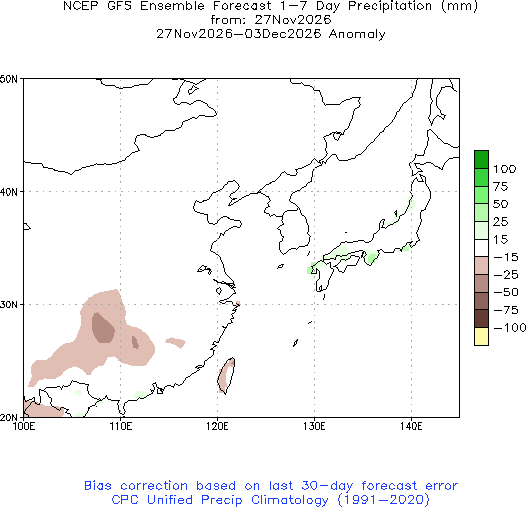 NCEP GFS Ensemble Forecast 1-7 Day Precipitation (mm)
from: 27Nov2026
27Nov2026-03Dec2026 Anomaly
50N
40N
30N
20N
100E
110E
120E
130E
140E
100
75
50
25
15
-15
-25
-50
-75
-100
Bias correction based on last 30-day forecast error
CPC Unified Precip Climatology (1991-2020)